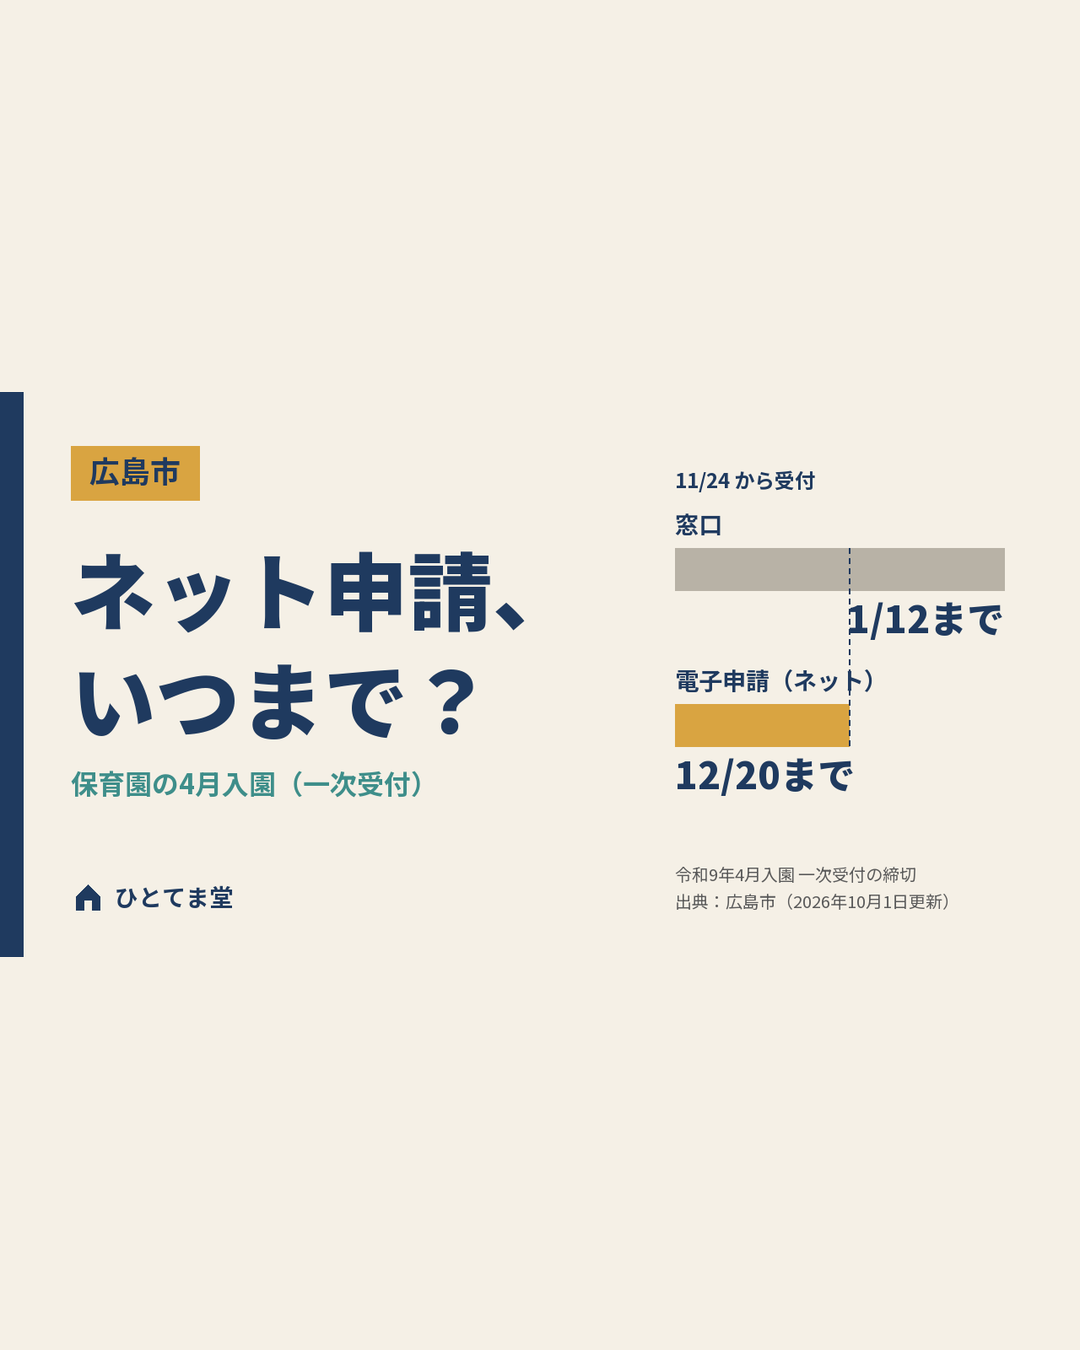 広島市
ネット申請、
いつまで？
保育園の4月入園（一次受付）
ひとてま堂
11/24 から受付
窓口
1/12まで
電子申請（ネット）
12/20まで
令和9年4月入園 一次受付の締切
出典：広島市（2026年10月1日更新）